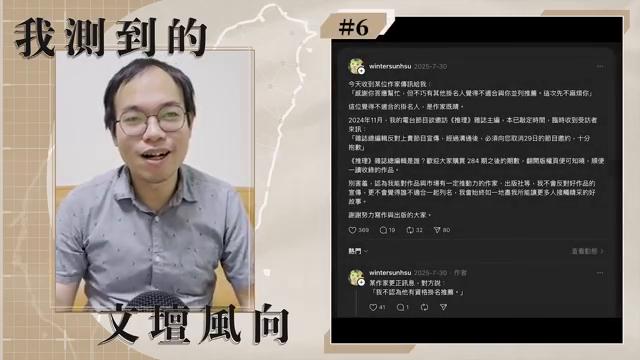 我測到的
文壇風向
#6
wintersunhsu 2025-7-30
今天收到某位作家傳訊給我：
「感謝你答應幫忙，但不巧有其他掛名人覺得不適合與你並列推薦。這次先不麻煩你」
這位覺得不適合的掛名人，是作家既晴。
2024年11月，我的電台節目欲邀訪《推理》雜誌主編，本已敲定時間，臨時收到受訪者
來訊：
「雜誌總編輯反對上貴節目宣傳，經過溝通後，必須向您取消29日的節目邀約，十分
抱歉」
《推理》雜誌總編輯是誰？歡迎大家購買 284 期之後的期數，翻開版權頁便可知曉，順便
一讀收錄的作品。
別害羞，認為我能對作品與市場有一定推動力的作家、出版社等，我不會反對好作品的
宣傳，更不會覺得誰不適合一起列名，我會始終如一地盡我所能讓更多人接觸精采的好
故事。
謝謝努力寫作與出版的大家。
369 19 32 80
熱門
查看動態
wintersunhsu 2025-7-30 · 作者
某作家更正訊息，對方說：
「我不認為他有資格掛名推薦。」
41 1